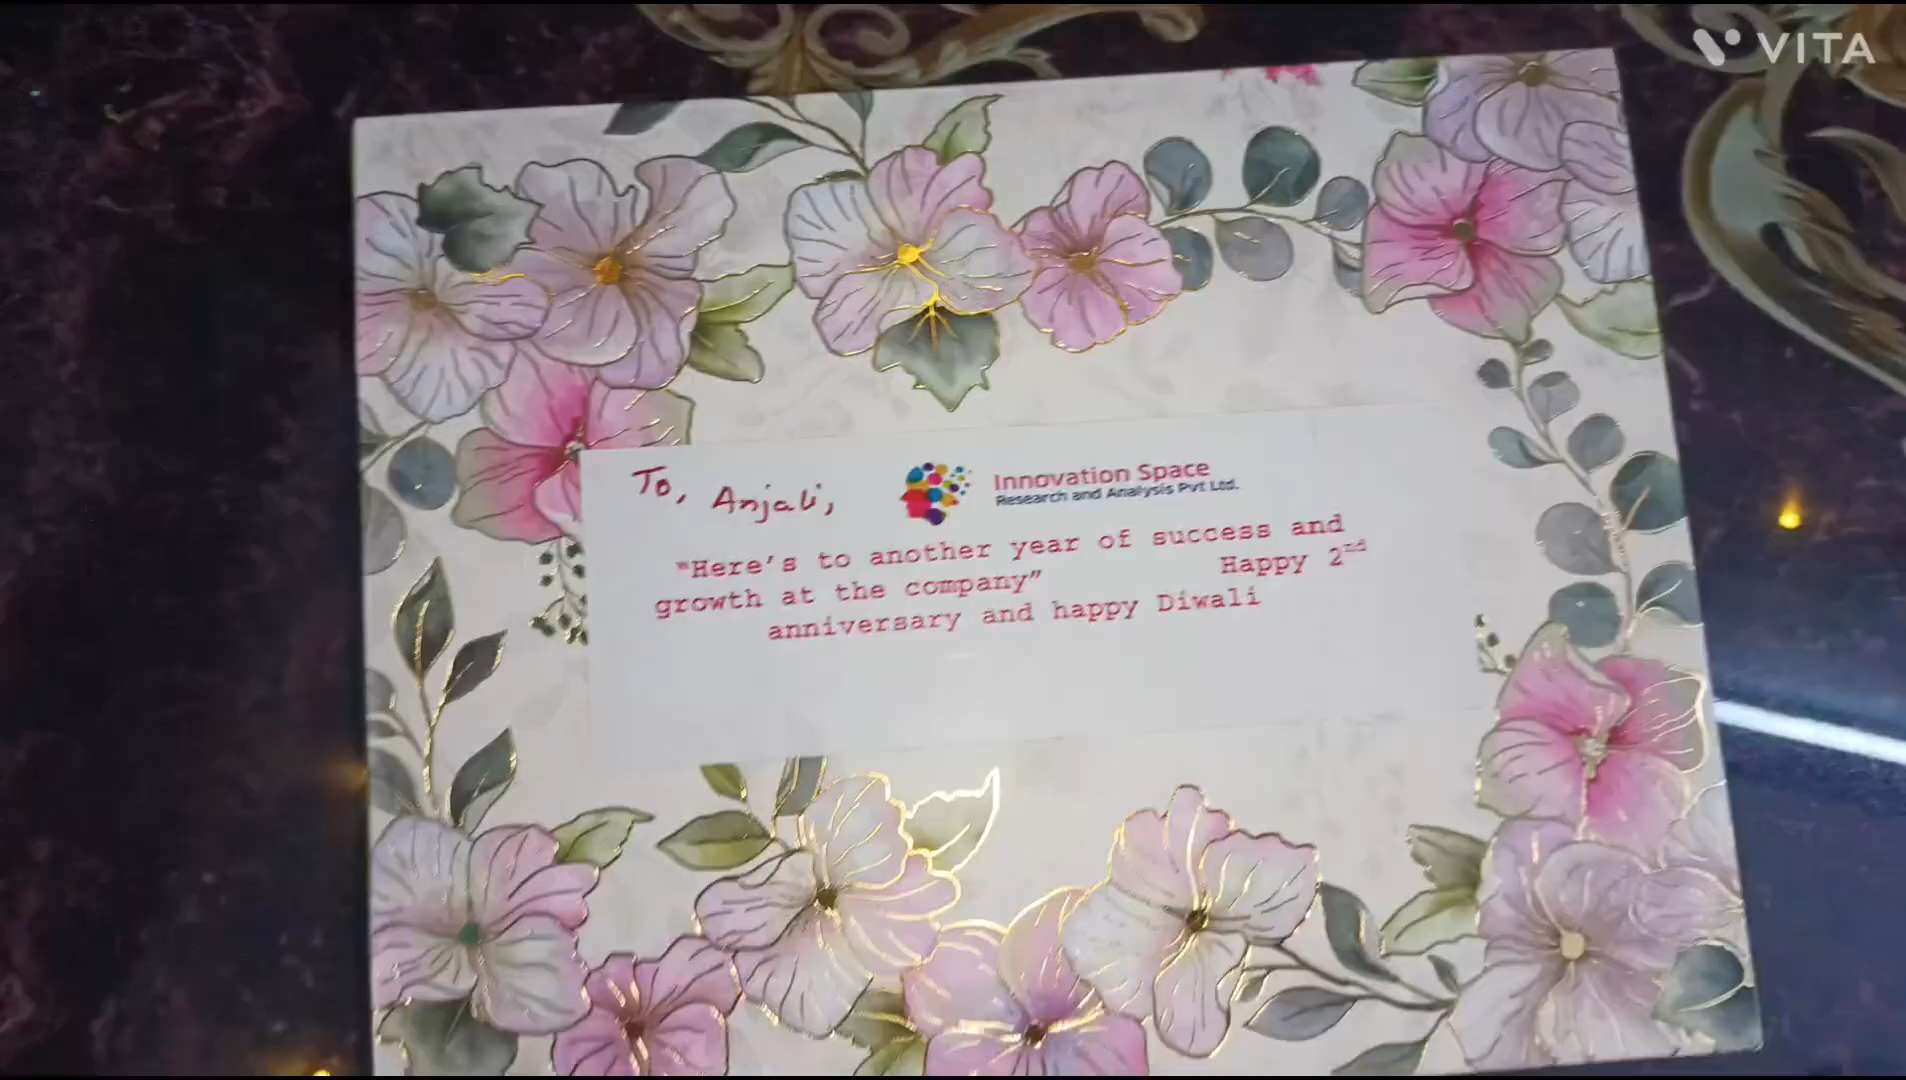 VITA
To, Anjali,
Innovation Space
Research and Analysis Pvt Ltd.
"Here's to another year of success and
growth at the company" Happy 2nd
anniversary and happy Diwali